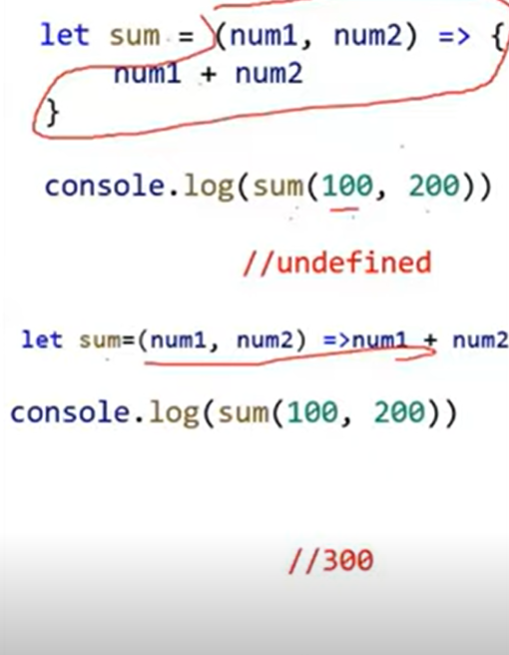 let sum = (num1, num2) => {
num1 + num2
}
console.log(sum(100, 200))
//undefined
let sum=(num1, num2) =>num1 + num2
console.log(sum(100, 200))
//300